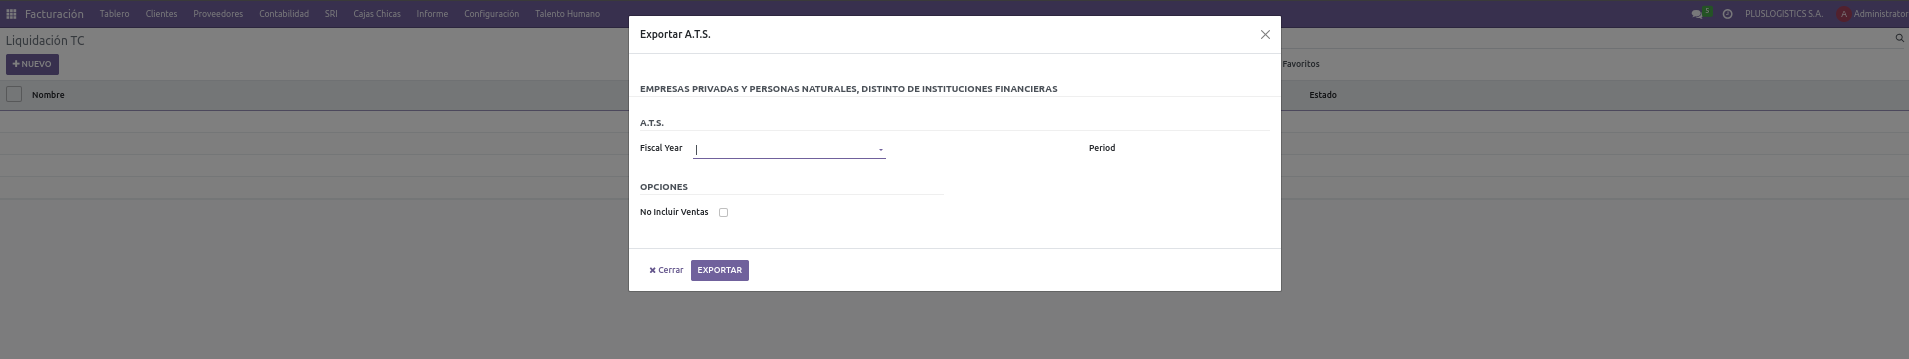 Facturación Tablero Clientes Proveedores Contabilidad SRI Cajas Chicas Informe Configuración Talento Humano 5 PLUSLOGISTICS S.A. A Administrator
Liquidación TC
NUEVO
Favoritos
Nombre Estado
Exportar A.T.S.
EMPRESAS PRIVADAS Y PERSONAS NATURALES, DISTINTO DE INSTITUCIONES FINANCIERAS
A.T.S.
Fiscal Year Period
OPCIONES
No Incluir Ventas
Cerrar EXPORTAR